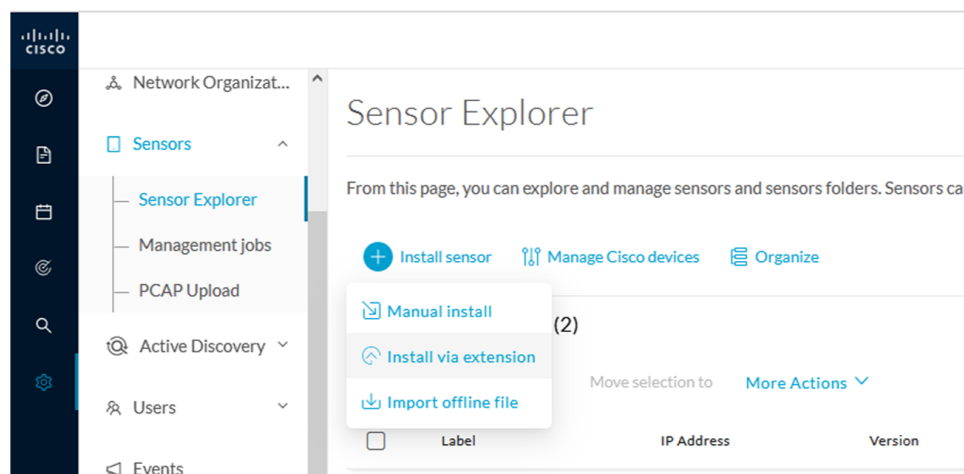 CISCO
Network Organizat...
Sensors
Sensor Explorer
Management jobs
PCAP Upload
Active Discovery
Users
Events
Sensor Explorer
From this page, you can explore and manage sensors and sensors folders. Sensors ca
Install sensor
Manage Cisco devices
Organize
Manual install
Install via extension
Import offline file
(2)
Move selection to
More Actions
Label
IP Address
Version